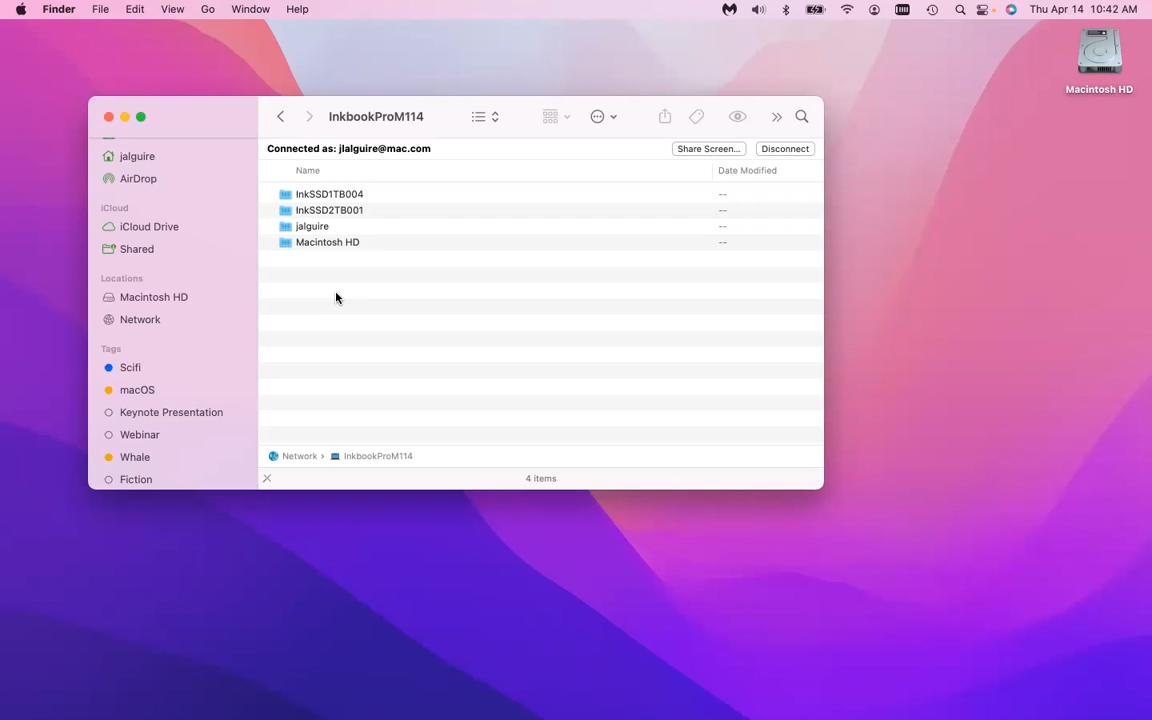 Finder File Edit View Go Window Help Thu Apr 14 10:42 AM
Macintosh HD
InkbookProM114
Connected as: jlalguire@mac.com Share Screen... Disconnect
Name Date Modified
InkSSD1TB004 --
InkSSD2TB001 --
jalguire --
Macintosh HD --
jalguire
AirDrop
iCloud
iCloud Drive
Shared
Locations
Macintosh HD
Network
Tags
Scifi
macOS
Keynote Presentation
Webinar
Whale
Fiction
Network › InkbookProM114
4 items